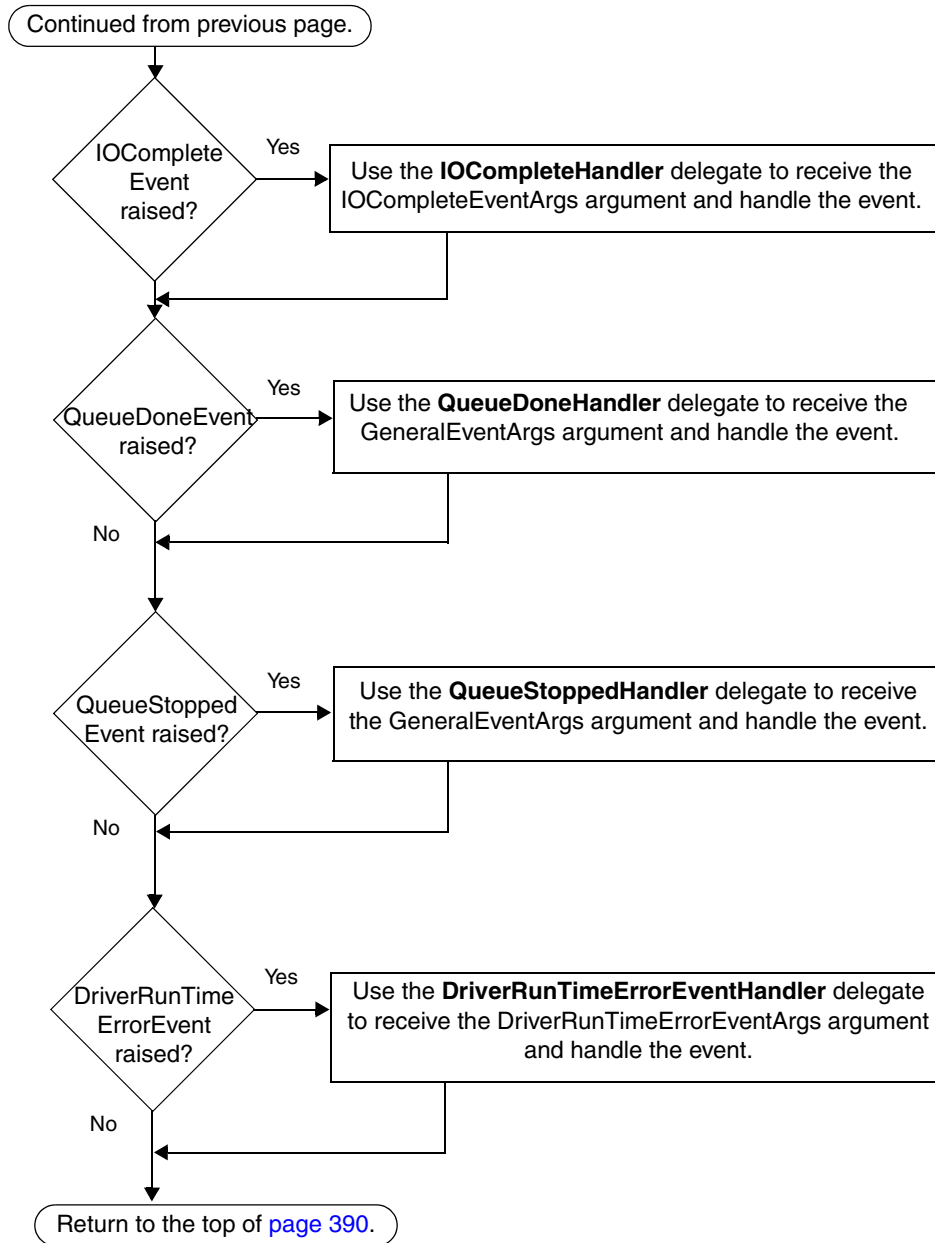 Continued from previous page.
IOComplete
Event
raised?
Yes
Use the IOCompleteHandler delegate to receive the
IOCompleteEventArgs argument and handle the event.
QueueDoneEvent
raised?
Yes
Use the QueueDoneHandler delegate to receive the
GeneralEventArgs argument and handle the event.
No
QueueStopped
Event raised?
Yes
Use the QueueStoppedHandler delegate to receive
the GeneralEventArgs argument and handle the event.
No
DriverRunTime
ErrorEvent
raised?
Yes
Use the DriverRunTimeErrorEventHandler delegate
to receive the DriverRunTimeErrorEventArgs argument
and handle the event.
No
Return to the top of page 390.